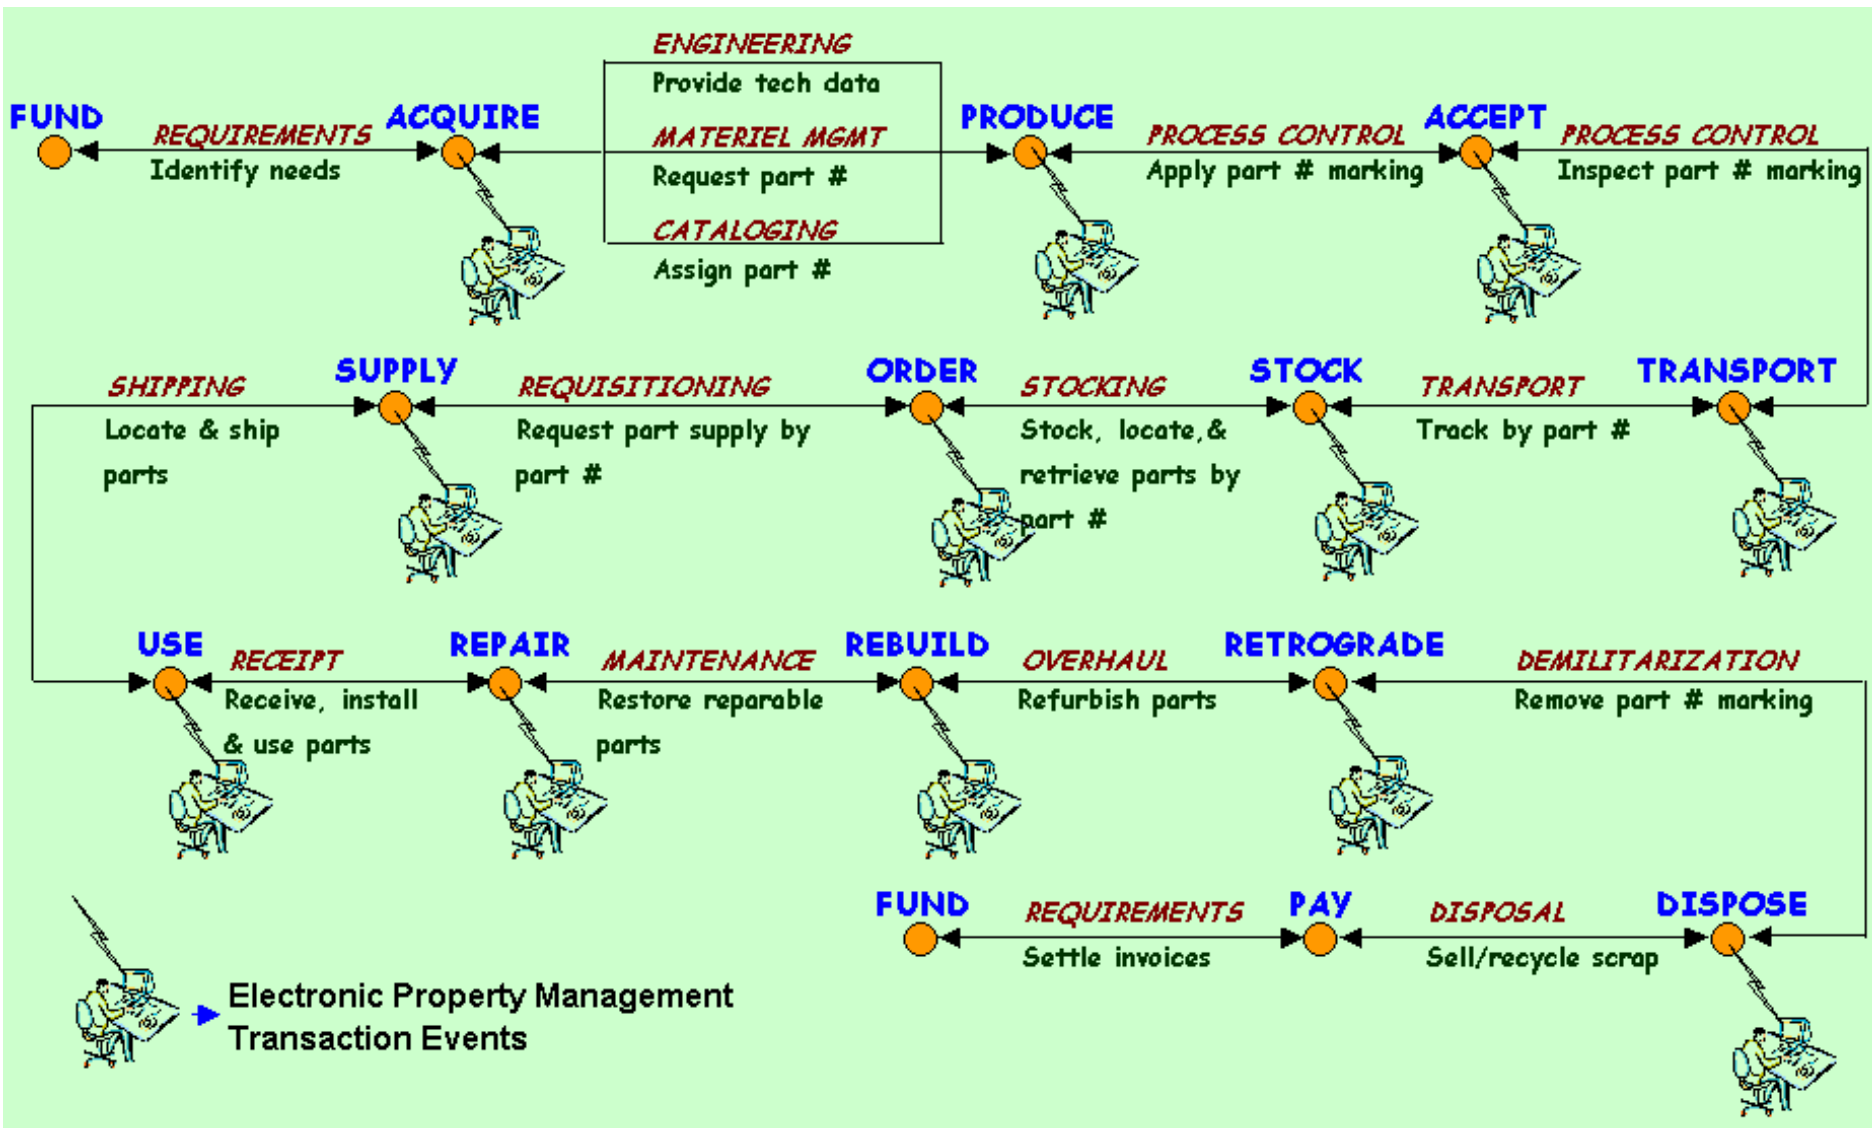 ENGINEERING
Provide tech data
FUND
REQUIREMENTS
Identify needs
ACQUIRE
MATERIEL MGMT
Request part #
CATALOGING
Assign part #
PRODUCE
PROCESS CONTROL
Apply part # marking
ACCEPT
PROCESS CONTROL
Inspect part # marking
SHIPPING
Locate & ship
parts
SUPPLY
REQUISITIONING
Request part supply by
part #
ORDER
STOCKING
Stock, locate,&
retrieve parts by
part #
STOCK
TRANSPORT
Track by part #
TRANSPORT
USE
RECEIPT
Receive, install
& use parts
REPAIR
MAINTENANCE
Restore reparable
parts
REBUILD
OVERHAUL
Refurbish parts
RETROGRADE
DEMILITARIZATION
Remove part # marking
FUND
REQUIREMENTS
Settle invoices
PAY
DISPOSAL
Sell/recycle scrap
DISPOSE
Electronic Property Management
Transaction Events